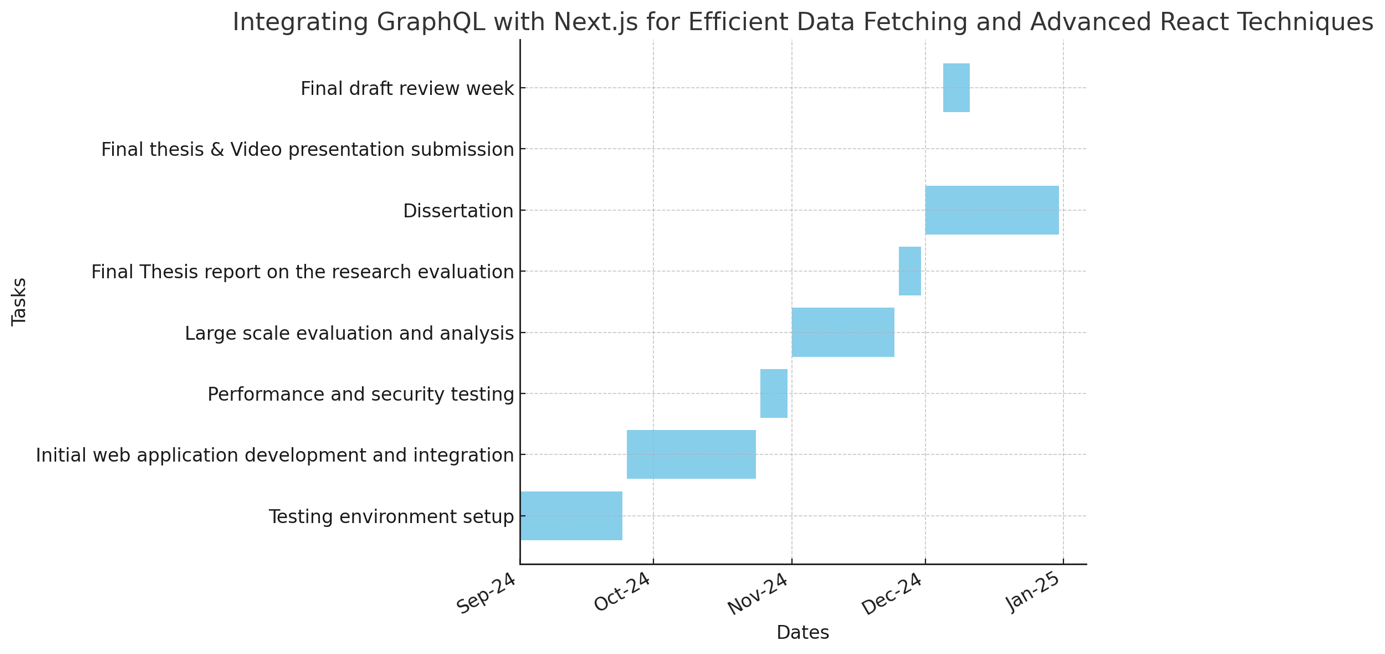 Integrating GraphQL with Next.js for Efficient Data Fetching and Advanced React Techniques
Final draft review week
Final thesis & Video presentation submission
Dissertation
Final Thesis report on the research evaluation
Large scale evaluation and analysis
Performance and security testing
Initial web application development and integration
Testing environment setup
Tasks
Sep-24
Oct-24
Nov-24
Dec-24
Jan-25
Dates